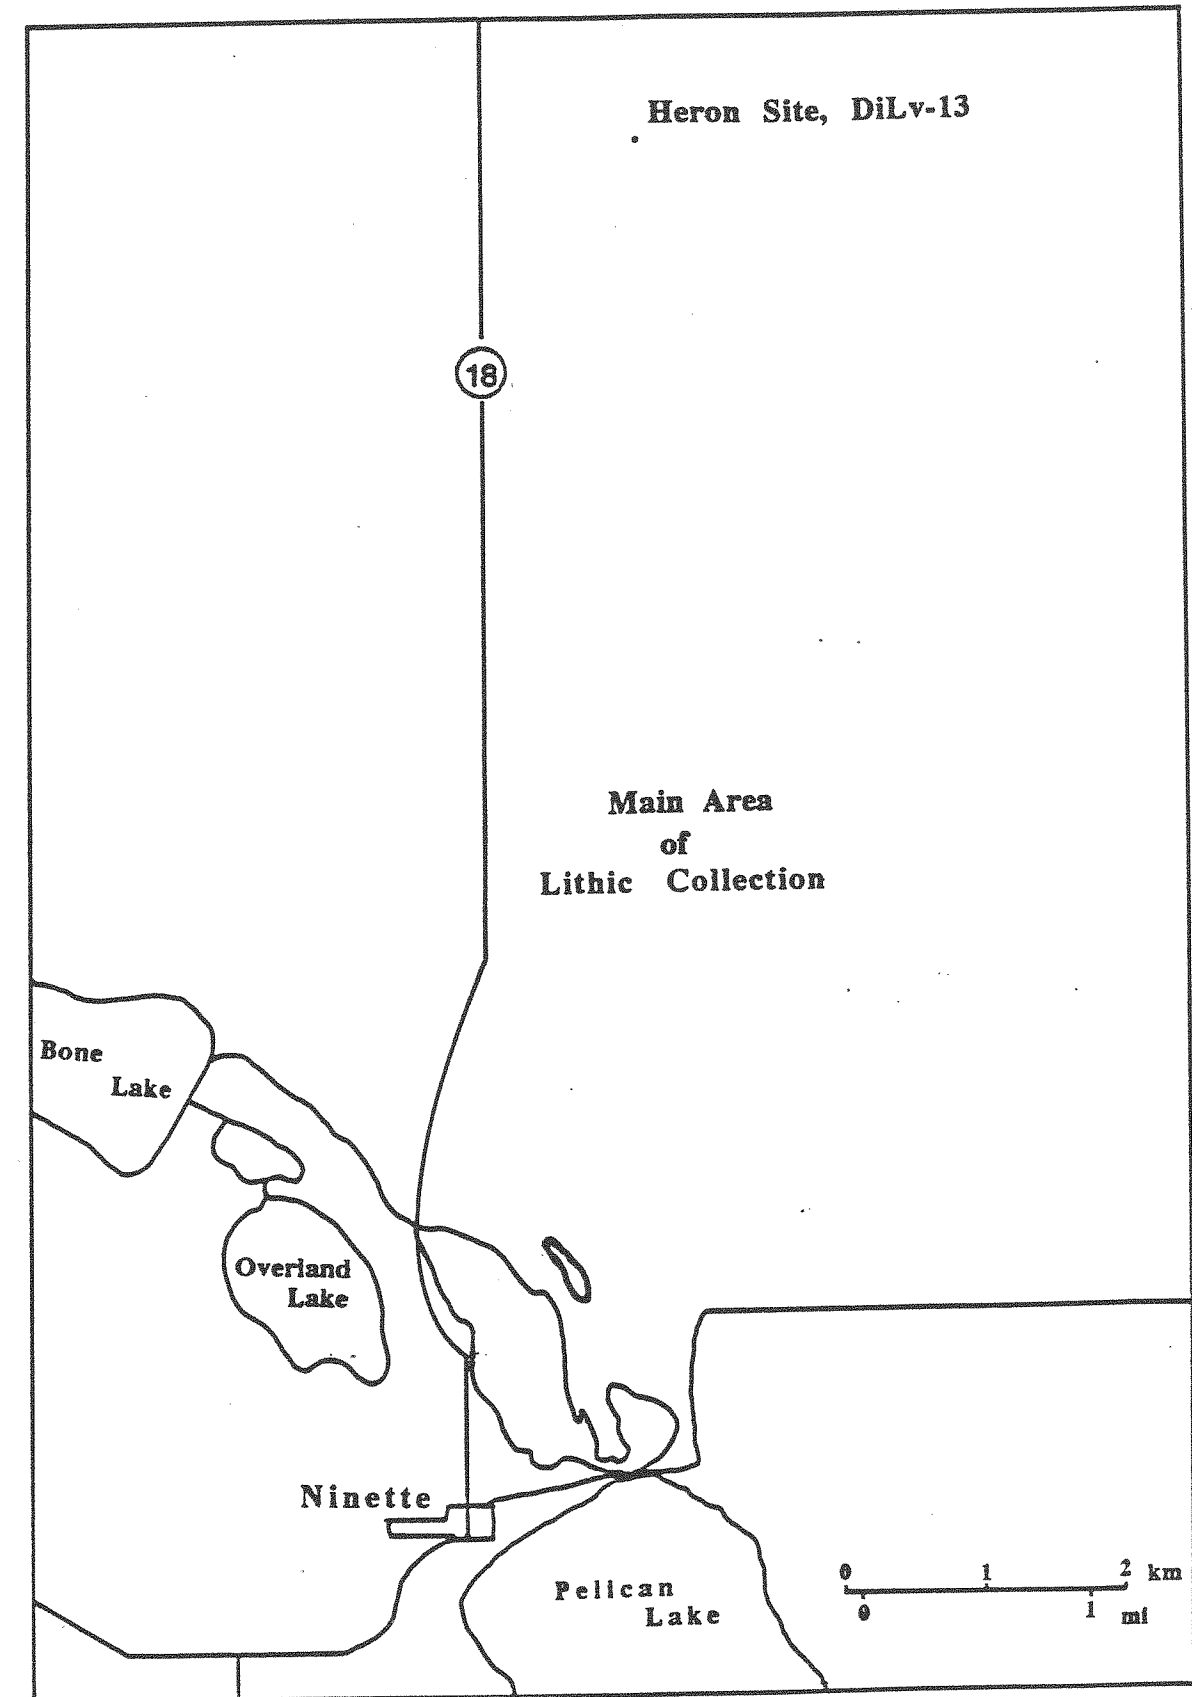 Heron Site, DiLv-13
18
Main Area
of
Lithic Collection
Bone
Lake
Overland
Lake
Ninette
Pelican
Lake
0 1 2 km
0 1 mi